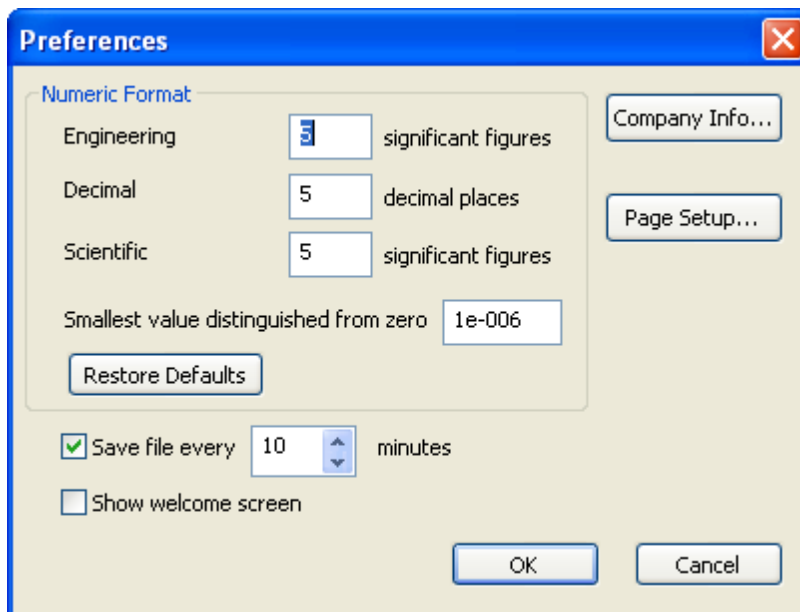 Preferences
Numeric Format
Engineering 5 significant figures
Company Info...
Decimal 5 decimal places
Page Setup...
Scientific 5 significant figures
Smallest value distinguished from zero 1e-006
Restore Defaults
Save file every 10 minutes
Show welcome screen
OK Cancel